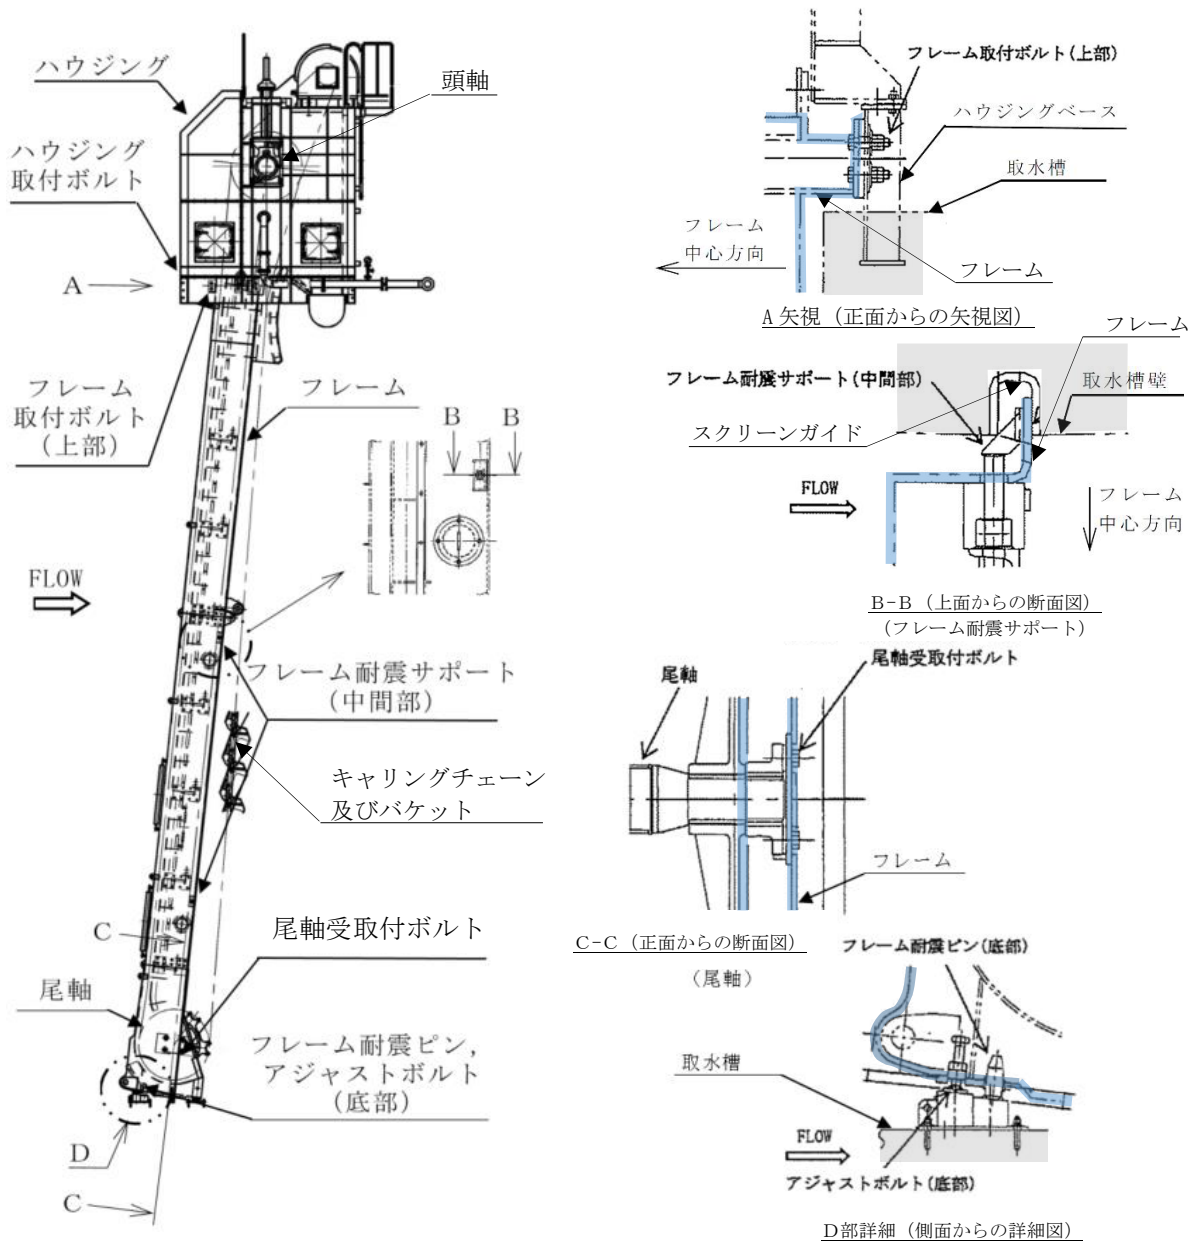 ハウジング
頭軸
ハウジング
取付ボルト
A
フレーム
取付ボルト
(上部)
フレーム
B
B
FLOW
フレーム耐震サポート
(中間部)
キャリングチェーン
及びバケット
C
尾軸受取付ボルト
尾軸
フレーム耐震ピン,
アジャストボルト
(底部)
D
C
フレーム取付ボルト(上部)
ハウジングベース
取水槽
フレーム
中心方向
フレーム
A 矢視（正面からの矢視図）
フレーム
フレーム耐震サポート(中間部)
取水槽壁
スクリーンガイド
FLOW
フレーム
中心方向
B-B（上面からの断面図）
（フレーム耐震サポート）
尾軸受取付ボルト
尾軸
フレーム
C-C（正面からの断面図）
（尾軸）
フレーム耐震ピン(底部)
取水槽
FLOW
アジャストボルト(底部)
D部詳細（側面からの詳細図）